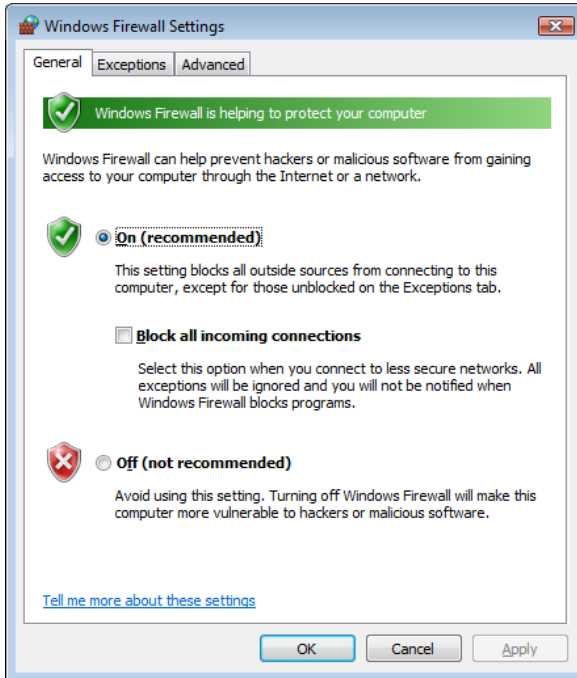 Windows Firewall Settings
General Exceptions Advanced
Windows Firewall is helping to protect your computer
Windows Firewall can help prevent hackers or malicious software from gaining
access to your computer through the Internet or a network.
On (recommended)
This setting blocks all outside sources from connecting to this
computer, except for those unblocked on the Exceptions tab.
Block all incoming connections
Select this option when you connect to less secure networks. All
exceptions will be ignored and you will not be notified when
Windows Firewall blocks programs.
Off (not recommended)
Avoid using this setting. Turning off Windows Firewall will make this
computer more vulnerable to hackers or malicious software.
Tell me more about these settings
OK Cancel Apply